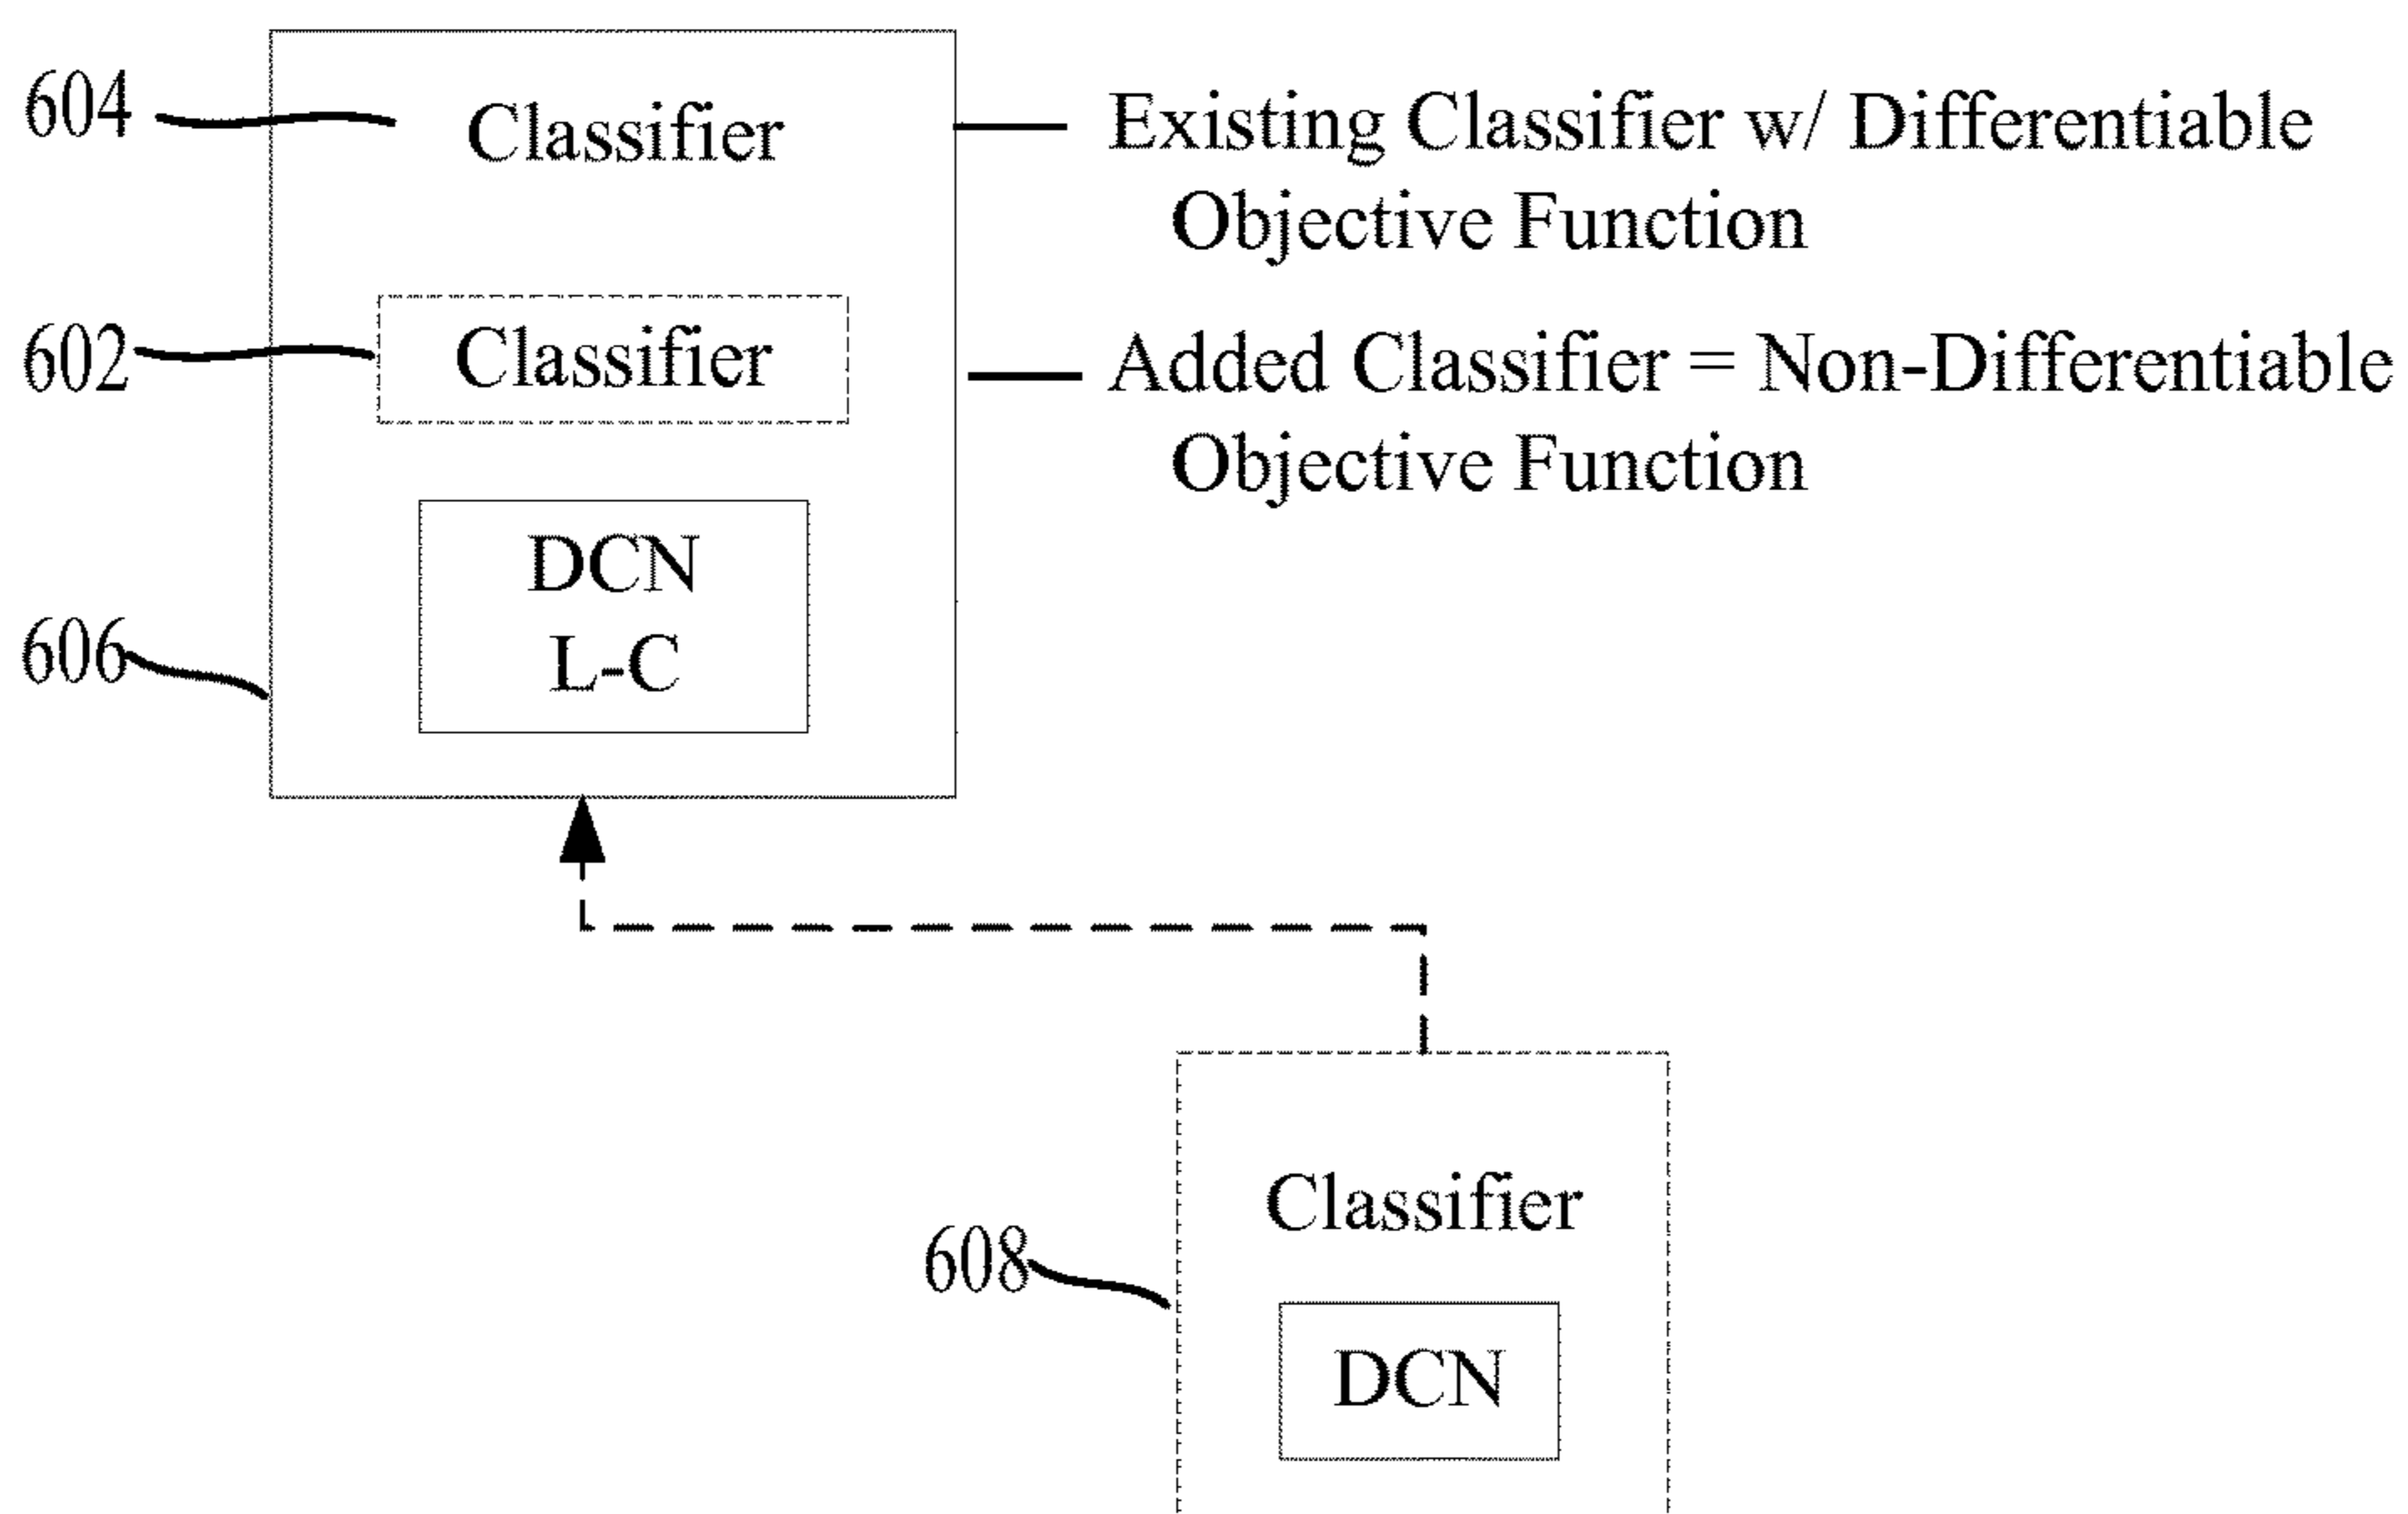 604
Classifier
Existing Classifier w/ Differentiable
Objective Function
602
Classifier
Added Classifier = Non-Differentiable
Objective Function
DCN
L-C
606
Classifier
608
DCN